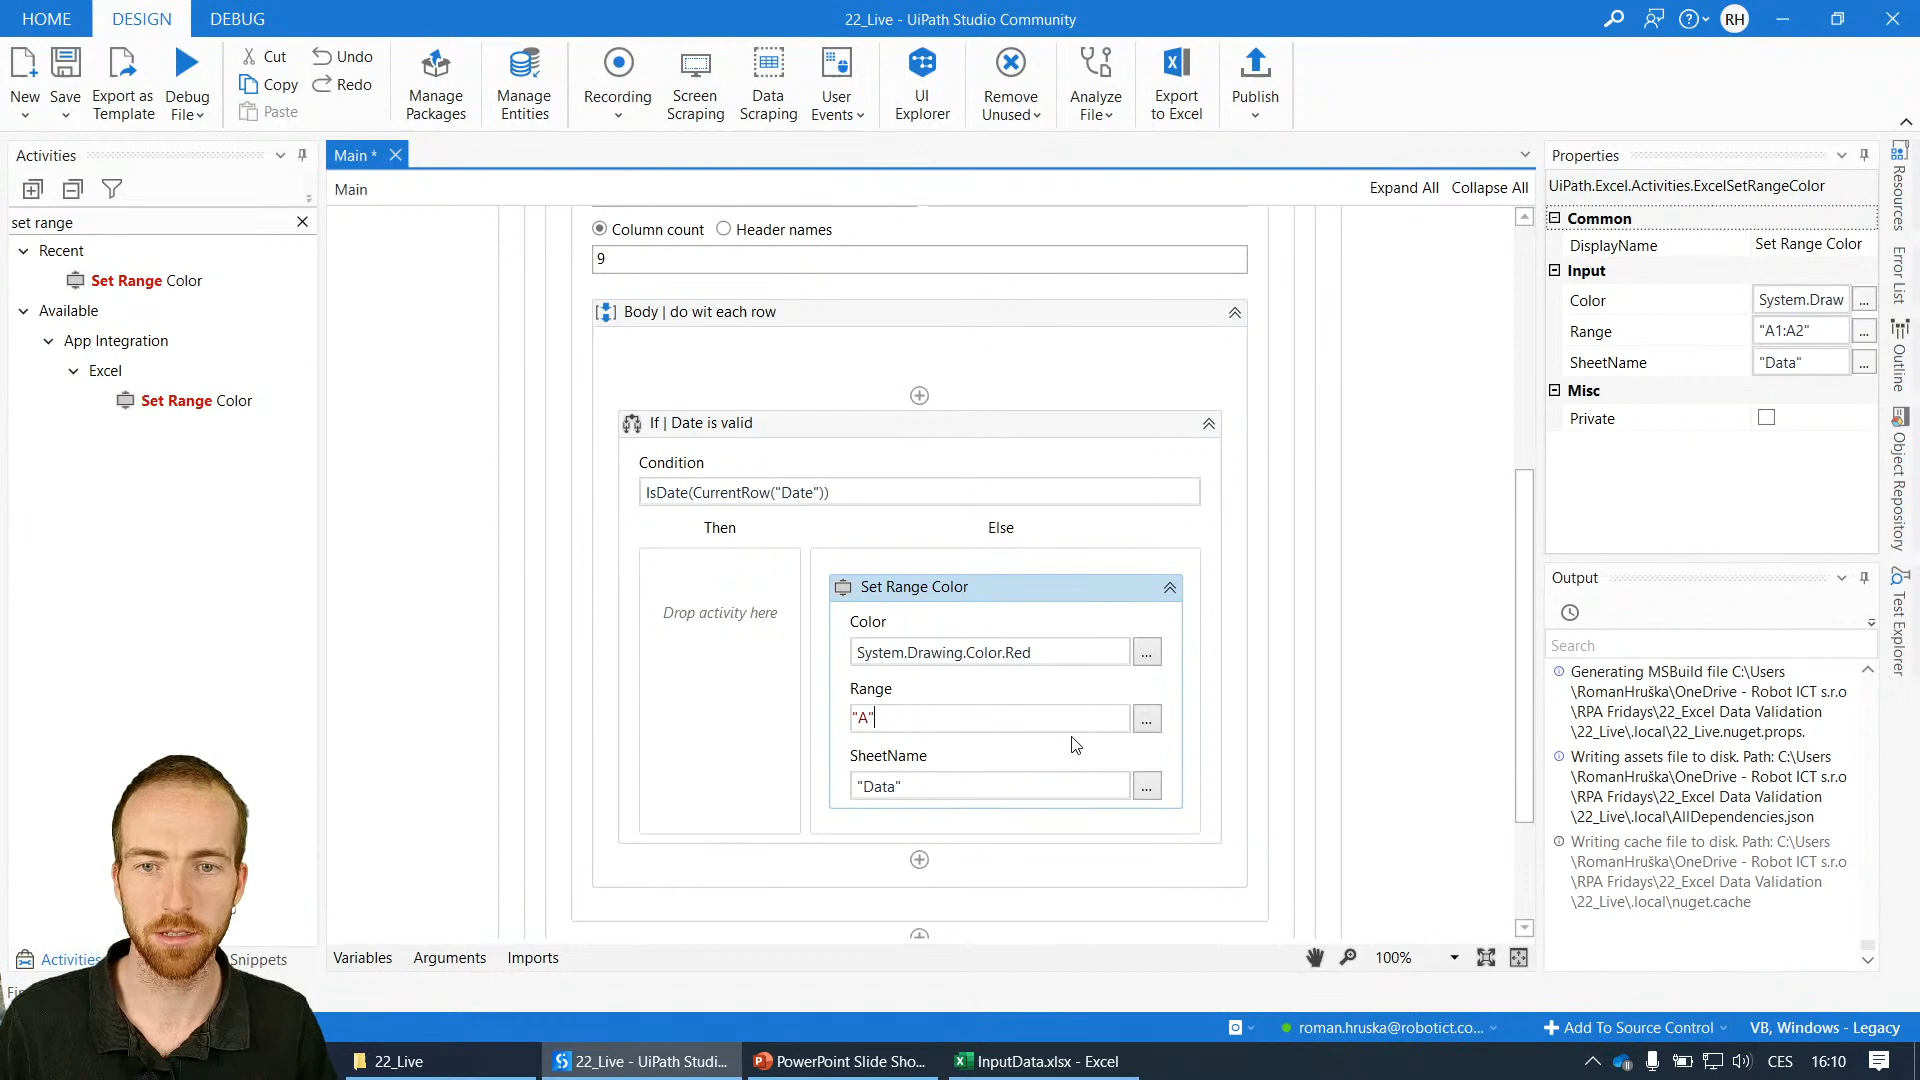 HOME
DESIGN
DEBUG
22_Live - UiPath Studio Community
RH
New
Save
Export as
Template
Debug
File
Cut
Copy
Paste
Undo
Redo
Manage
Packages
Manage
Entities
Recording
Screen
Scraping
Data
Scraping
User
Events
UI
Explorer
Remove
Unused
Analyze
File
Export
to Excel
Publish
Activities
set range
Recent
Set Range Color
Available
App Integration
Excel
Set Range Color
Activities
Snippets
Main *
Main
Expand All
Collapse All
Column count
Header names
9
Body | do wit each row
If | Date is valid
Condition
IsDate(CurrentRow("Date"))
Then
Else
Drop activity here
Set Range Color
Color
System.Drawing.Color.Red
...
Range
"A"
...
SheetName
"Data"
...
Variables
Arguments
Imports
100%
Properties
UiPath.Excel.Activities.ExcelSetRangeColor
Common
DisplayName
Set Range Color
Input
Color
System.Draw
...
Range
"A1:A2"
...
SheetName
"Data"
...
Misc
Private
Output
Search
Generating MSBuild file C:\Users
\RomanHruška\OneDrive - Robot ICT s.r.o
\RPA Fridays\22_Excel Data Validation
\22_Live\.local\22_Live.nuget.props.
Writing assets file to disk. Path: C:\Users
\RomanHruška\OneDrive - Robot ICT s.r.o
\RPA Fridays\22_Excel Data Validation
\22_Live\.local\AllDependencies.json
Writing cache file to disk. Path: C:\Users
\RomanHruška\OneDrive - Robot ICT s.r.o
\RPA Fridays\22_Excel Data Validation
\22_Live\.local\nuget.cache
Resources
Error List
Outline
Object Repository
Test Explorer
roman.hruska@robotict.co...
Add To Source Control
VB, Windows - Legacy
22_Live
22_Live - UiPath Studi...
PowerPoint Slide Sho...
InputData.xlsx - Excel
CES
16:10